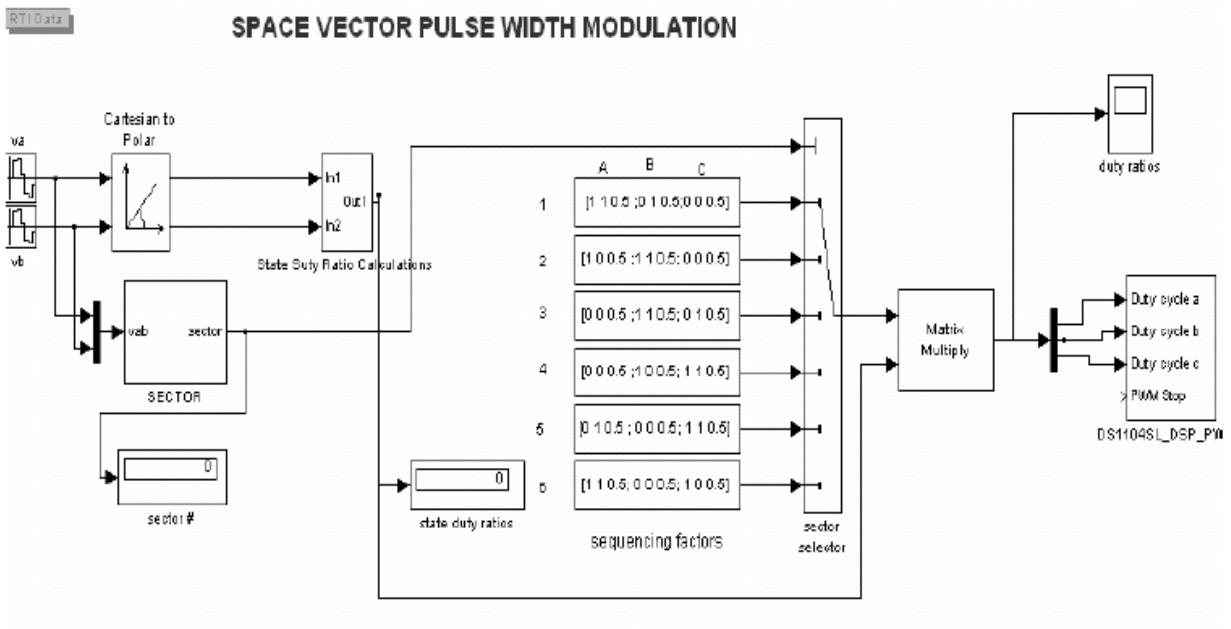 RTI Data
SPACE VECTOR PULSE WIDTH MODULATION
va
vb
Cartesian to
Polar
In1
In2
Out1
State Suty Ratio Calculations
vab
sector
SECTOR
0
sector #
0
state duty ratios
A B C
1 [1 1 0.5 ;0 1 0.5;0 0 0.5]
2 [1 0 0.5 ;1 1 0.5; 0 0 0.5]
3 [0 0 0.5 ;1 1 0.5; 0 1 0.5]
4 [0 0 0.5 ;1 0 0.5; 1 1 0.5]
5 [0 1 0.5 ; 0 0 0.5; 1 1 0.5]
6 [1 1 0.5; 0 0 0.5; 1 0 0.5]
sequencing factors
sector
selector
Matrix
Multiply
duty ratios
Duty cycle a
Duty cycle b
Duty cycle c
PWM Stop
DS1104SL_DSP_PW